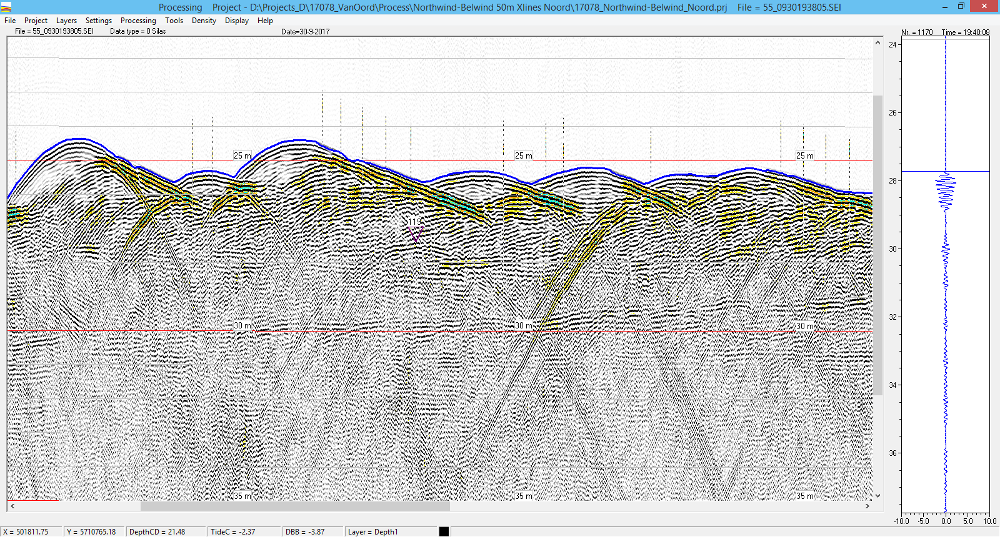 Processing Project - D:\Projects_D\17078_VanOord\Process\Northwind-Belwind 50m Xlines Noord\17078_Northwind-Belwind_Noord.prj File = 55_0930193805.SEI
File Project Layers Settings Processing Tools Density Display Help
File = 55_0930193805.SEI Data type = 0 Silas Date=30-9-2017
Nr. = 1170 Time = 19:40:08
24
26
25 m 25 m 25 m
28
119
30
32
30 m 30 m 30 m
34
36
35 m 35 m 35 m
-10.0 -5.0 0.0 5.0 10.0
X = 501811.75 Y = 5710765.18 DepthCD = 21.48 TideC = -2.37 DBB = -3.87 Layer = Depth1